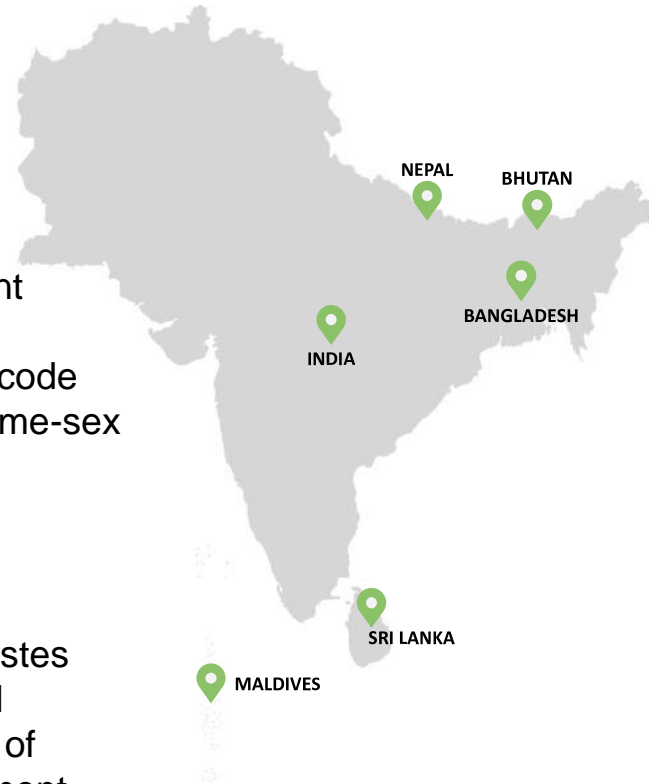 NEPAL
BHUTAN
nt
BANGLADESH
INDIA
code
me-sex
SRI LANKA
stes
MALDIVES
of